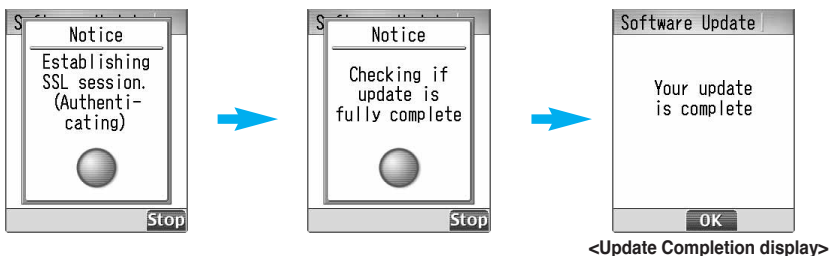 Notice
Establishing
SSL session.
(Authenti-
cating)
Stop
Notice
Checking if
update is
fully complete
Stop
Software Update
Your update
is complete
OK
<Update Completion display>